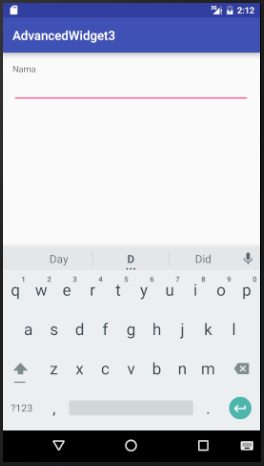 2:12
AdvancedWidget3
Nama
Day D Did
1 2 3 4 5 6 7 8 9 0
q w e r t y u i o p
a s d f g h j k l
z x c v b n m
?123 , .